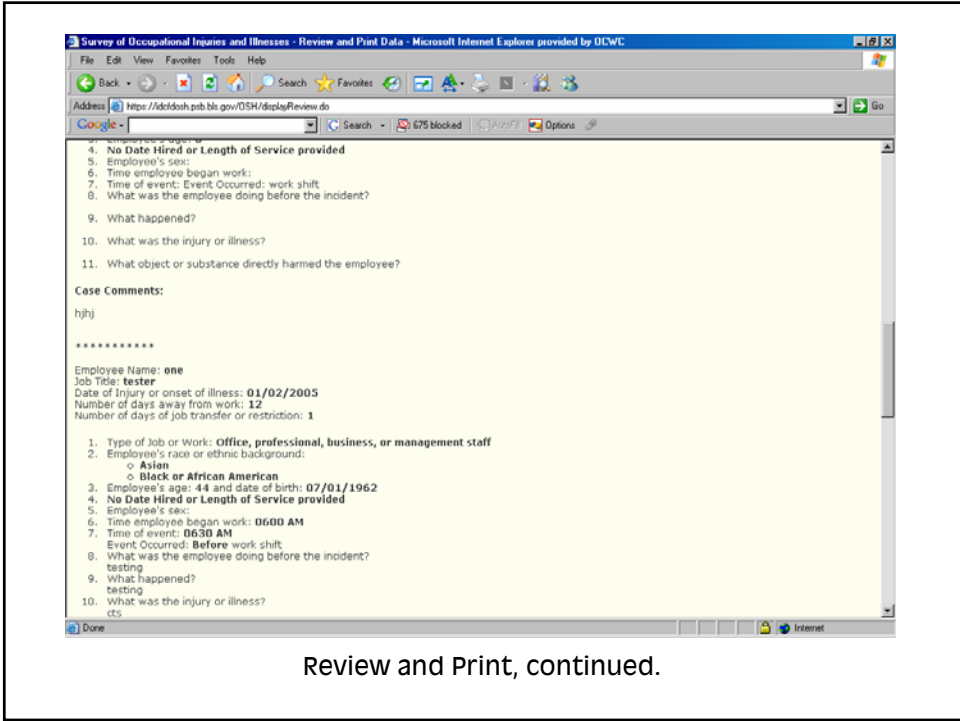 Survey of Occupational Injuries and Illnesses - Review and Print Data - Microsoft Internet Explorer provided by OCWC
File Edit View Favorites Tools Help
Back Search Favorites
Address https://idcfdosh.psb.bls.gov/OSH/displayReview.do Go
Google Search 675 blocked AutoFill Options
3. Employee's age: 0
4. No Date Hired or Length of Service provided
5. Employee's sex:
6. Time employee began work:
7. Time of event: Event Occurred: work shift
8. What was the employee doing before the incident?
9. What happened?
10. What was the injury or illness?
11. What object or substance directly harmed the employee?
Case Comments:
hjhj
* * * * * * * * * * *
Employee Name: one
Job Title: tester
Date of Injury or onset of illness: 01/02/2005
Number of days away from work: 12
Number of days of job transfer or restriction: 1
1. Type of Job or Work: Office, professional, business, or management staff
2. Employee's race or ethnic background:
○ Asian
○ Black or African American
3. Employee's age: 44 and date of birth: 07/01/1962
4. No Date Hired or Length of Service provided
5. Employee's sex:
6. Time employee began work: 0600 AM
7. Time of event: 0630 AM
Event Occurred: Before work shift
8. What was the employee doing before the incident?
testing
9. What happened?
testing
10. What was the injury or illness?
cts
Done Internet
Review and Print, continued.